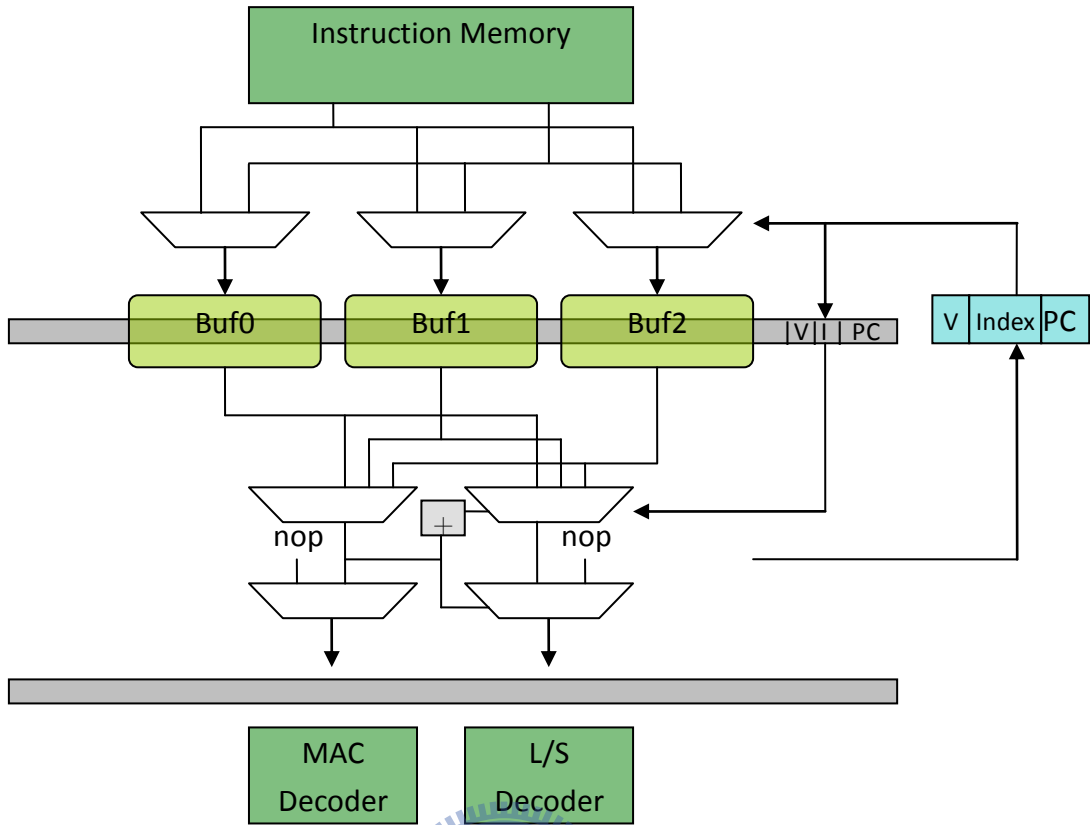 Instruction Memory
Buf0
Buf1
Buf2
|V|I| PC
V
Index
PC
+
nop
nop
MAC
Decoder
L/S
Decoder